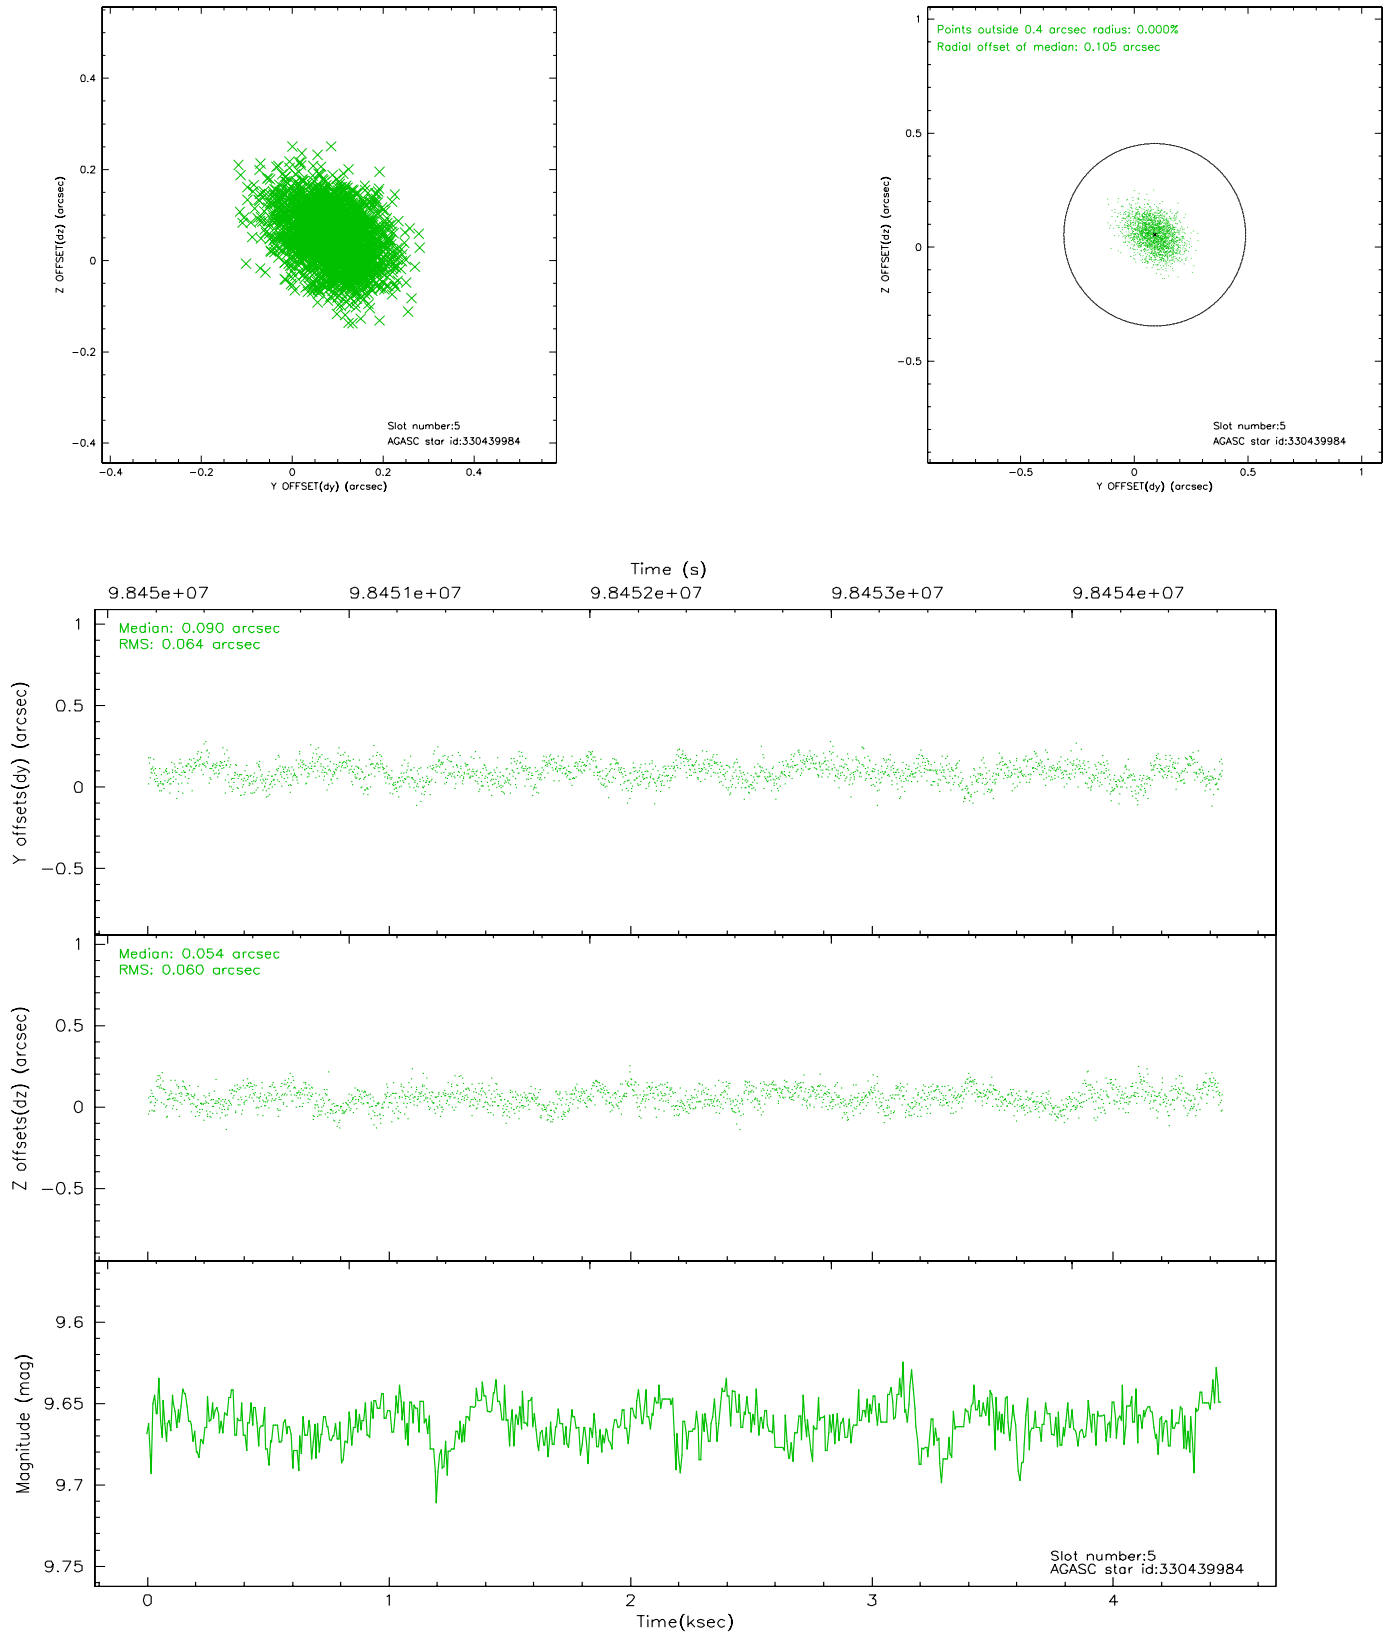 0.4
0.2
0
−0.2
−0.4
Z OFFSET(dz) (arcsec)
−0.4 −0.2 0 0.2 0.4
Y OFFSET(dy) (arcsec)
Slot number:5
AGASC star id:330439984
Points outside 0.4 arcsec radius: 0.000%
Radial offset of median: 0.105 arcsec
1
0.5
0
−0.5
Z OFFSET(dz) (arcsec)
−0.5 0 0.5 1
Y OFFSET(dy) (arcsec)
Slot number:5
AGASC star id:330439984
Time (s)
9.845e+07 9.8451e+07 9.8452e+07 9.8453e+07 9.8454e+07
Median: 0.090 arcsec
RMS: 0.064 arcsec
1
0.5
0
−0.5
Y offsets(dy) (arcsec)
Median: 0.054 arcsec
RMS: 0.060 arcsec
1
0.5
0
−0.5
Z offsets(dz) (arcsec)
9.6
9.65
9.7
9.75
Magnitude (mag)
Slot number:5
AGASC star id:330439984
0 1 2 3 4
Time(ksec)